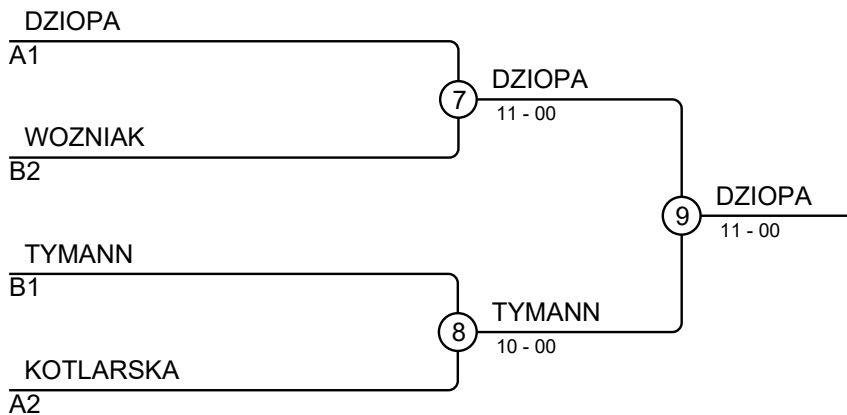 DZIOPA
A1
7
DZIOPA
11 - 00
WOZNIAK
B2
9
DZIOPA
11 - 00
TYMANN
B1
8
TYMANN
10 - 00
KOTLARSKA
A2